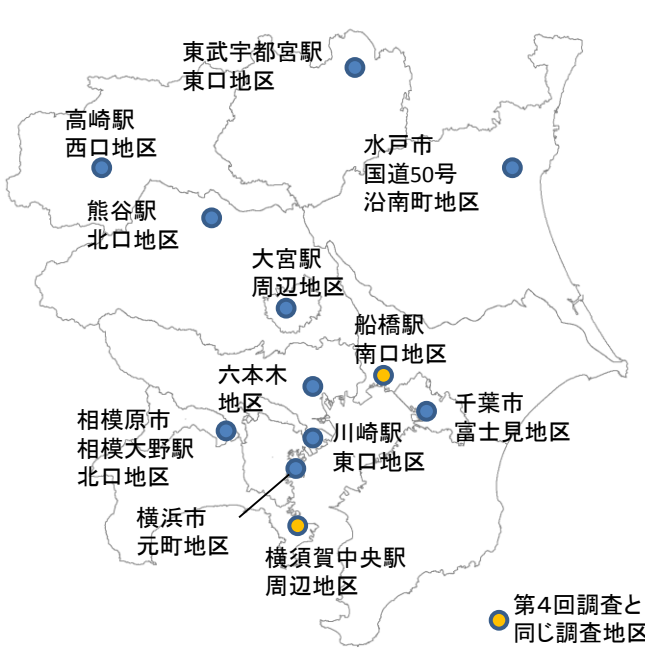 東武宇都宮駅
東口地区
高崎駅
西口地区
水戸市
国道50号
沿南町地区
熊谷駅
北口地区
大宮駅
周辺地区
船橋駅
南口地区
六本木
地区
千葉市
富士見地区
相模原市
相模大野駅
北口地区
川崎駅
東口地区
横浜市
元町地区
横須賀中央駅
周辺地区
第4回調査と
同じ調査地区